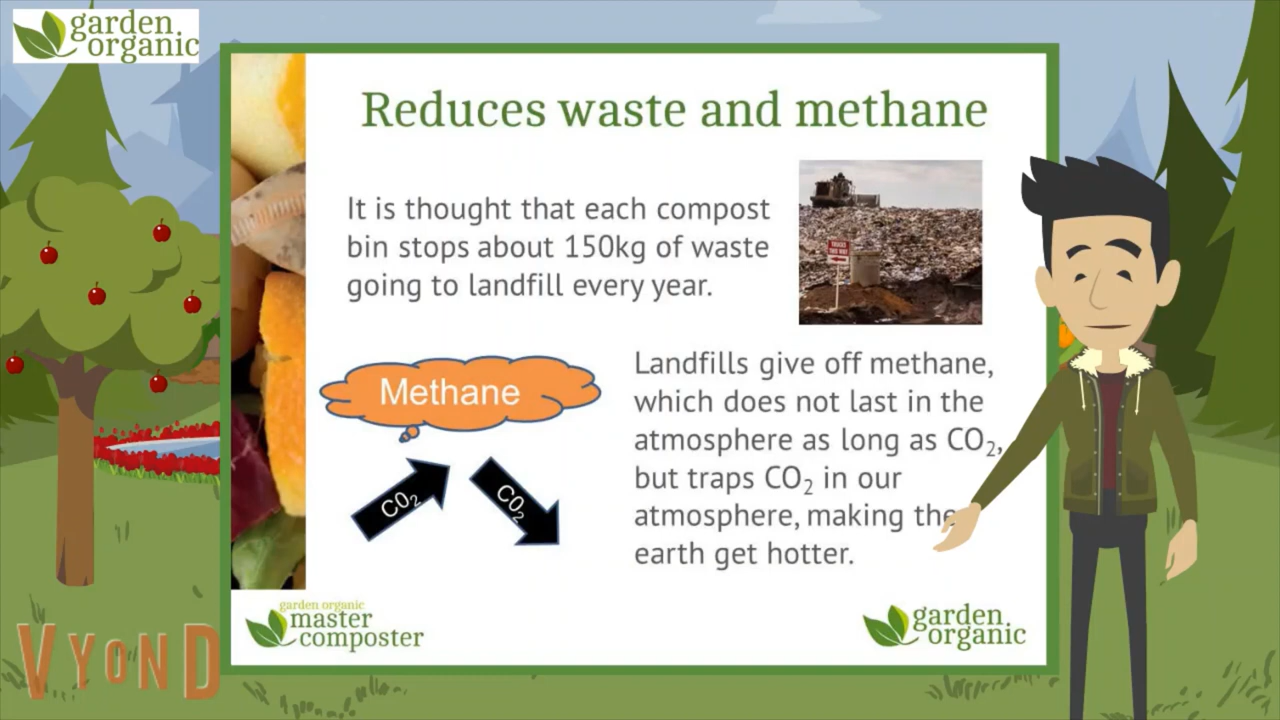 garden
organic
Reduces waste and methane
It is thought that each compost
bin stops about 150kg of waste
going to landfill every year.
TRUCKS
THIS WAY
Methane
CO₂
CO₂
Landfills give off methane,
which does not last in the
atmosphere as long as CO₂,
but traps CO₂ in our
atmosphere, making the
earth get hotter.
garden organic
master
composter
garden
organic
VYOND